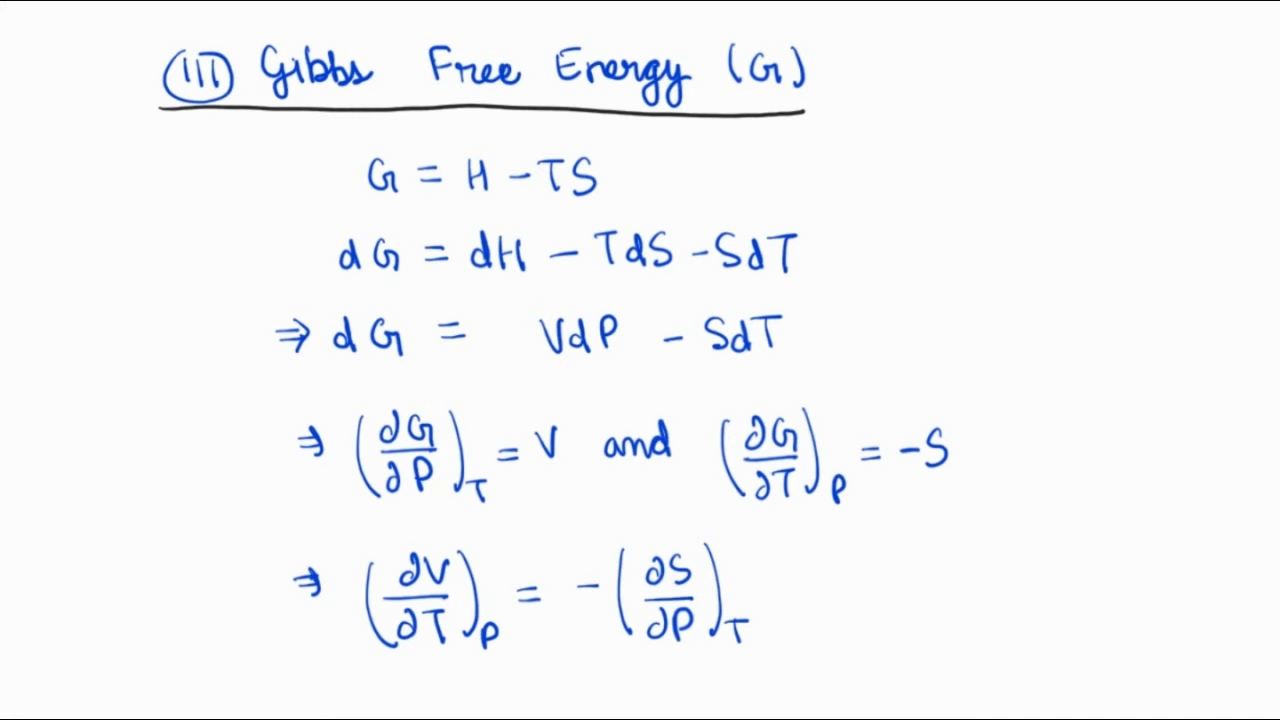 (III) Gibbs Free Energy (G)
G = H - TS
dG = dH - TdS - SdT
⇒ dG = VdP - SdT
⇒ (∂G/∂P)_T = V and (∂G/∂T)_P = -S
⇒ (∂V/∂T)_P = -(∂S/∂P)_T